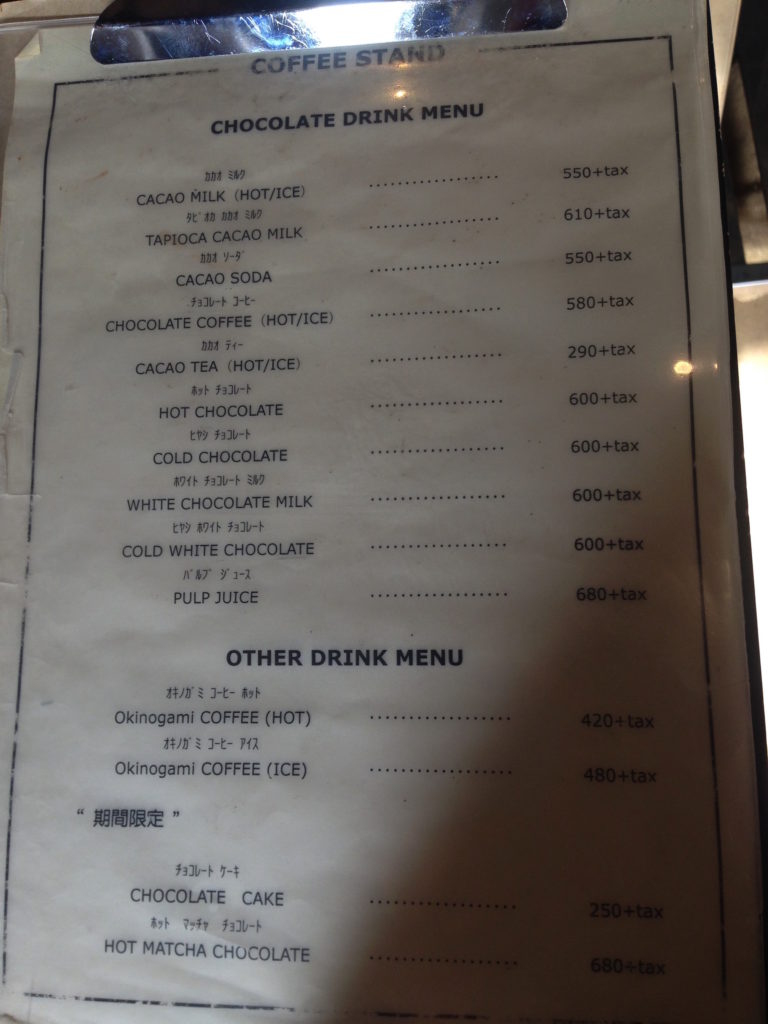 COFFEE STAND
CHOCOLATE DRINK MENU
ｶｶｵ ﾐﾙｸ
CACAO MILK (HOT/ICE) .................. 550+tax
ﾀﾋﾟｵｶ ｶｶｵ ﾐﾙｸ
TAPIOCA CACAO MILK .................. 610+tax
ｶｶｵ ｿｰﾀﾞ
CACAO SODA .................. 550+tax
ﾁｮｺﾚｰﾄ ｺｰﾋｰ
CHOCOLATE COFFEE (HOT/ICE) .................. 580+tax
ｶｶｵ ﾃｨｰ
CACAO TEA (HOT/ICE) .................. 290+tax
ﾎｯﾄ ﾁｮｺﾚｰﾄ
HOT CHOCOLATE .................. 600+tax
ﾋﾔｼ ﾁｮｺﾚｰﾄ
COLD CHOCOLATE .................. 600+tax
ﾎﾜｲﾄ ﾁｮｺﾚｰﾄ ﾐﾙｸ
WHITE CHOCOLATE MILK .................. 600+tax
ﾋﾔｼ ﾎﾜｲﾄ ﾁｮｺﾚｰﾄ
COLD WHITE CHOCOLATE .................. 600+tax
ﾊﾟﾙﾌﾟ ｼﾞｭｰｽ
PULP JUICE .................. 680+tax
OTHER DRINK MENU
ｵｷﾉｶﾞﾐ ｺｰﾋｰ ﾎｯﾄ
Okinogami COFFEE (HOT) .................. 420+tax
ｵｷﾉｶﾞﾐ ｺｰﾋｰ ｱｲｽ
Okinogami COFFEE (ICE) .................. 480+tax
“ 期間限定 ”
ﾁｮｺﾚｰﾄ ｹｰｷ
CHOCOLATE CAKE .................. 250+tax
ﾎｯﾄ ﾏｯﾁｬ ﾁｮｺﾚｰﾄ
HOT MATCHA CHOCOLATE .................. 680+tax